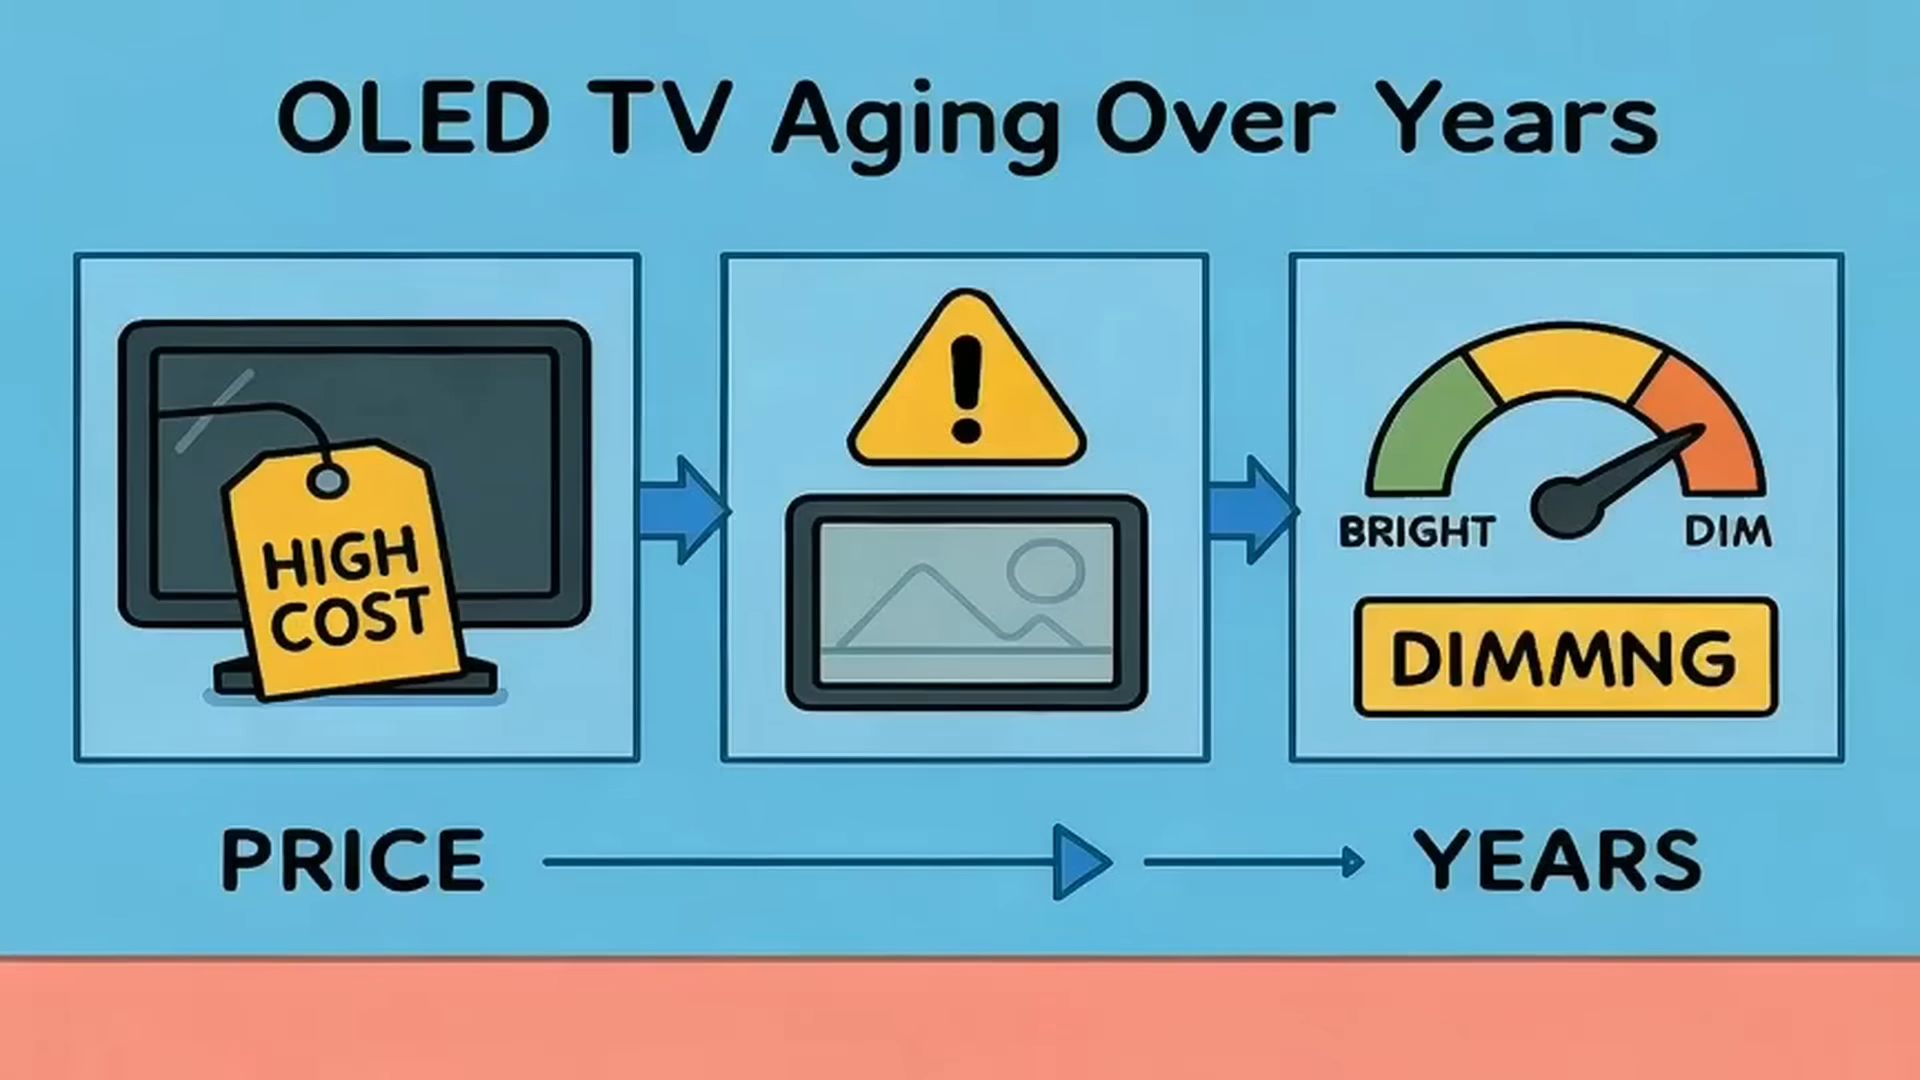 OLED TV Aging Over Years
HIGH
COST
!
BRIGHT
DIM
DIMMNG
PRICE
YEARS